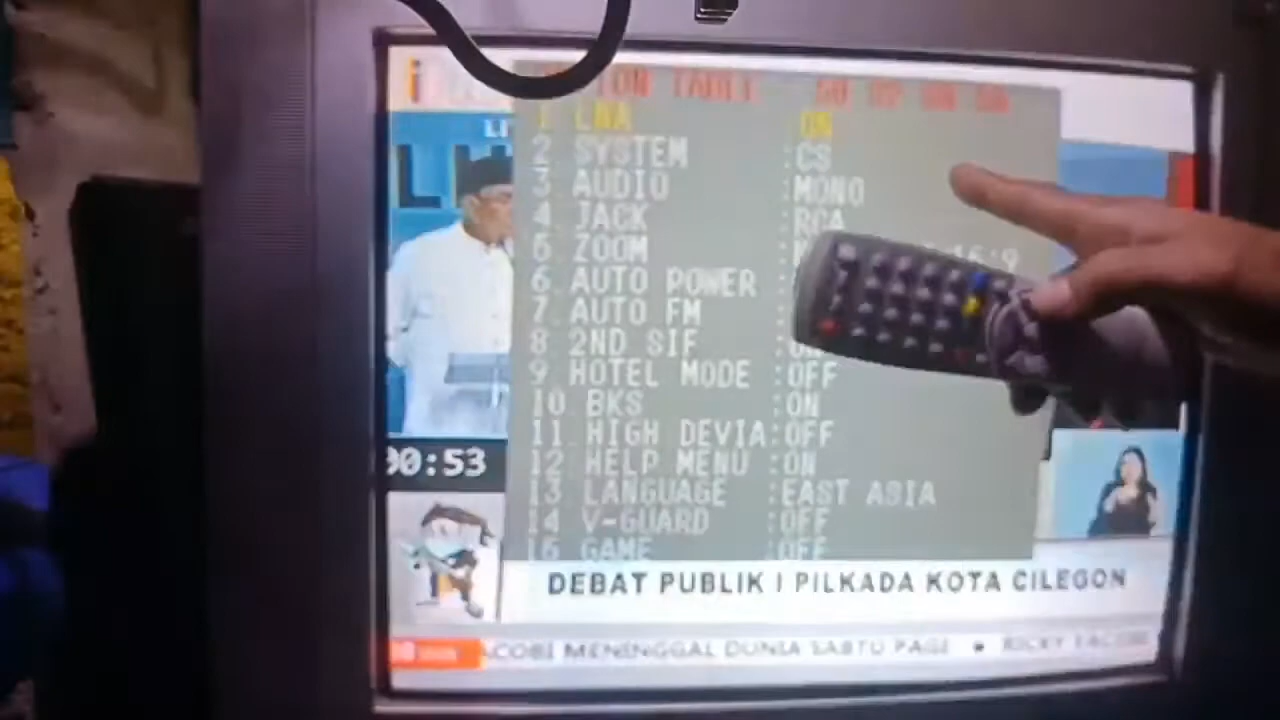 1 LNA ON
2 SYSTEM :CS
3 AUDIO :MONO
4 JACK :RCA
5 ZOOM 16:9
6 AUTO POWER
7 AUTO FM
8 2ND SIF
9 HOTEL MODE :OFF
10 BKS :ON
11 HIGH DEVIA:OFF
12 HELP MENU :ON
13 LANGUAGE :EAST ASIA
14 V-GUARD :OFF
GAME :OFF
00:53
DEBAT PUBLIK | PILKADA KOTA CILEGON
MENINGGAL DUNIA SABTU PAGI • RICKY